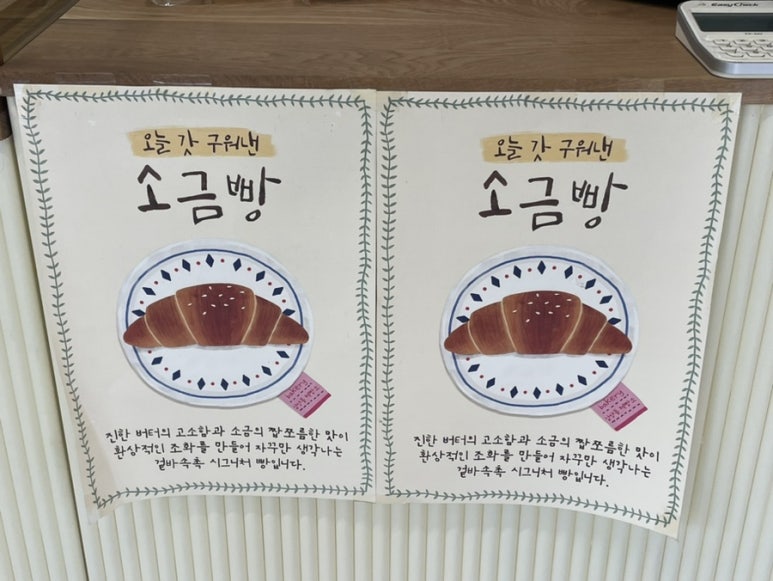 EasyCheck
오늘 갓 구워낸
소금빵
bakery
진한 버터의 고소함과 소금의 짭쪼름한 맛이
환상적인 조화를 만들어 자꾸만 생각나는
겉바속촉 시그니처 빵입니다.
오늘 갓 구워낸
소금빵
bakery
진한 버터의 고소함과 소금의 짭쪼름한 맛이
환상적인 조화를 만들어 자꾸만 생각나는
겉바속촉 시그니처 빵입니다.